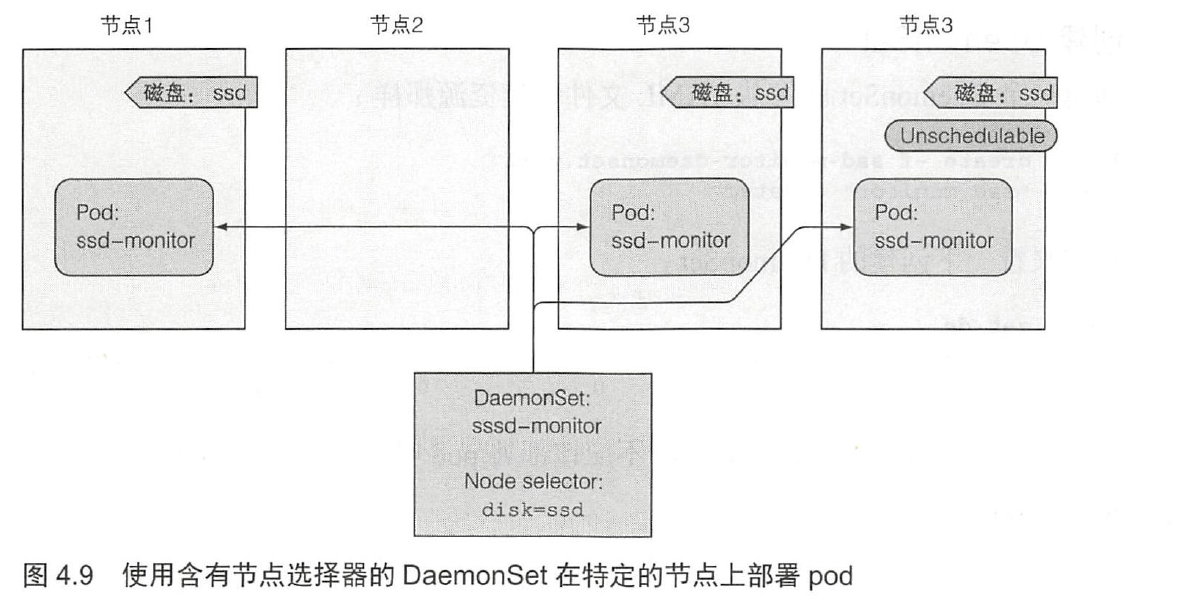 节点1
节点2
节点3
节点3
磁盘：ssd
磁盘：ssd
磁盘：ssd
Unschedulable
Pod:
ssd-monitor
Pod:
ssd-monitor
Pod:
ssd-monitor
DaemonSet:
sssd-monitor
Node selector:
disk=ssd
图 4.9 使用含有节点选择器的 DaemonSet 在特定的节点上部署 pod